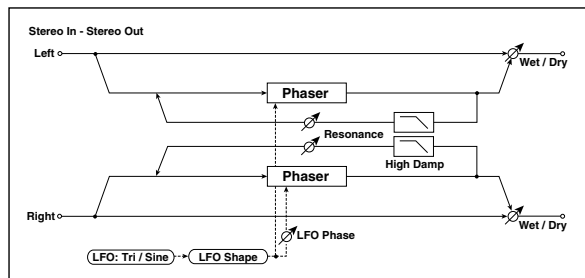 Stereo In - Stereo Out
Left
Wet / Dry
Phaser
Resonance
High Damp
Phaser
Right
Wet / Dry
LFO Phase
LFO: Tri / Sine
LFO Shape